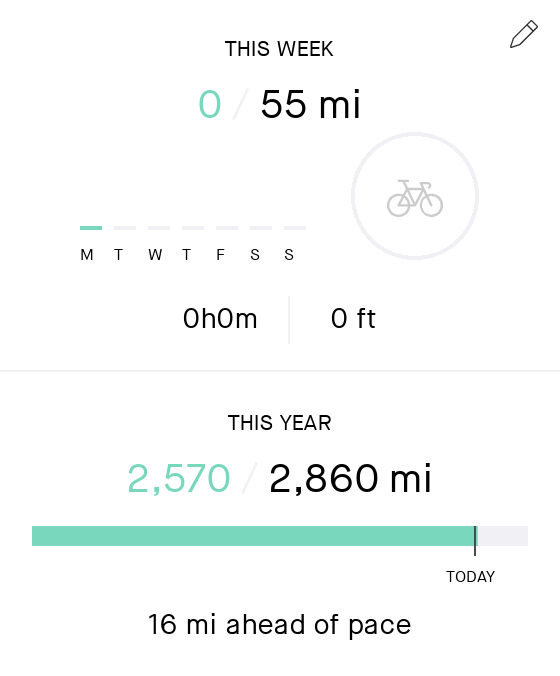 THIS WEEK
0 / 55 mi
M T W T F S S
0h0m
0 ft
THIS YEAR
2,570 / 2,860 mi
TODAY
16 mi ahead of pace